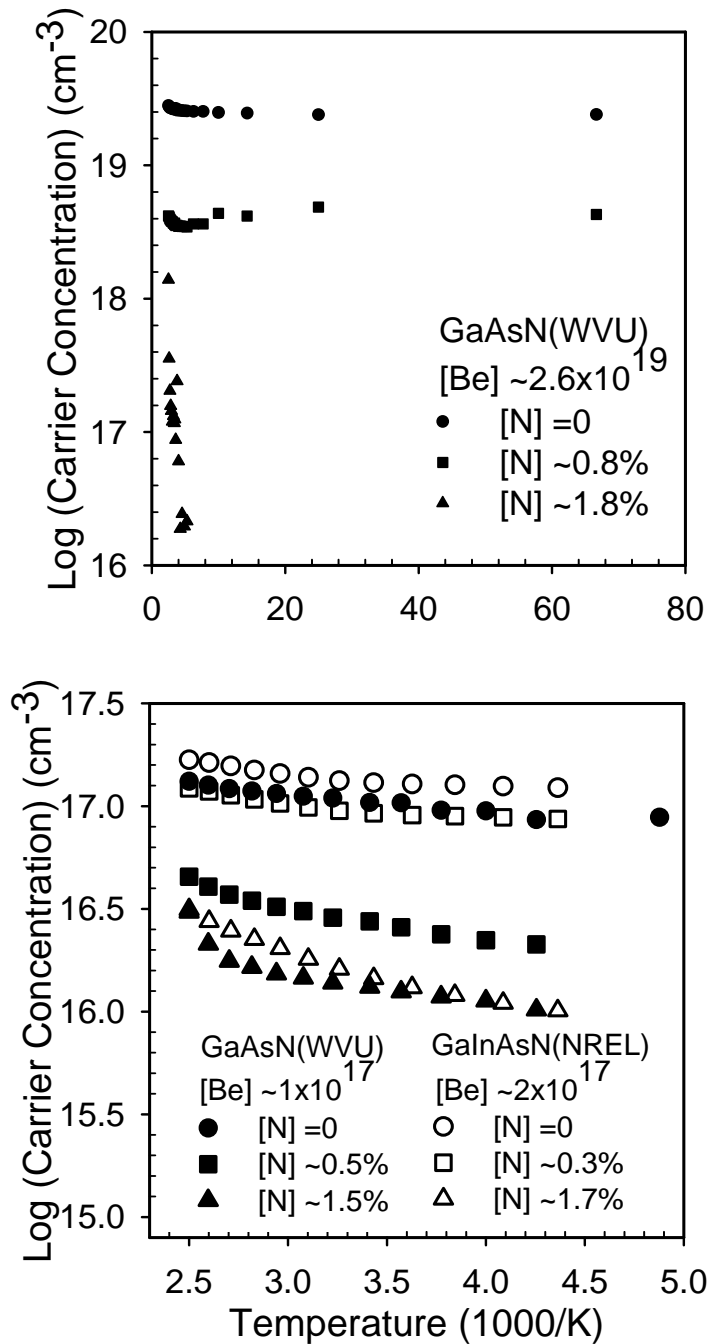 Log (Carrier Concentration) (cm⁻³)
20
19
18
17
16
GaAsN(WVU)
[Be] ~2.6x10¹⁹
[N] =0
[N] ~0.8%
[N] ~1.8%
0 20 40 60 80
Log (Carrier Concentration) (cm⁻³)
17.5
17.0
16.5
16.0
15.5
15.0
GaAsN(WVU)
[Be] ~1x10¹⁷
[N] =0
[N] ~0.5%
[N] ~1.5%
GaInAsN(NREL)
[Be] ~2x10¹⁷
[N] =0
[N] ~0.3%
[N] ~1.7%
2.5 3.0 3.5 4.0 4.5 5.0
Temperature (1000/K)